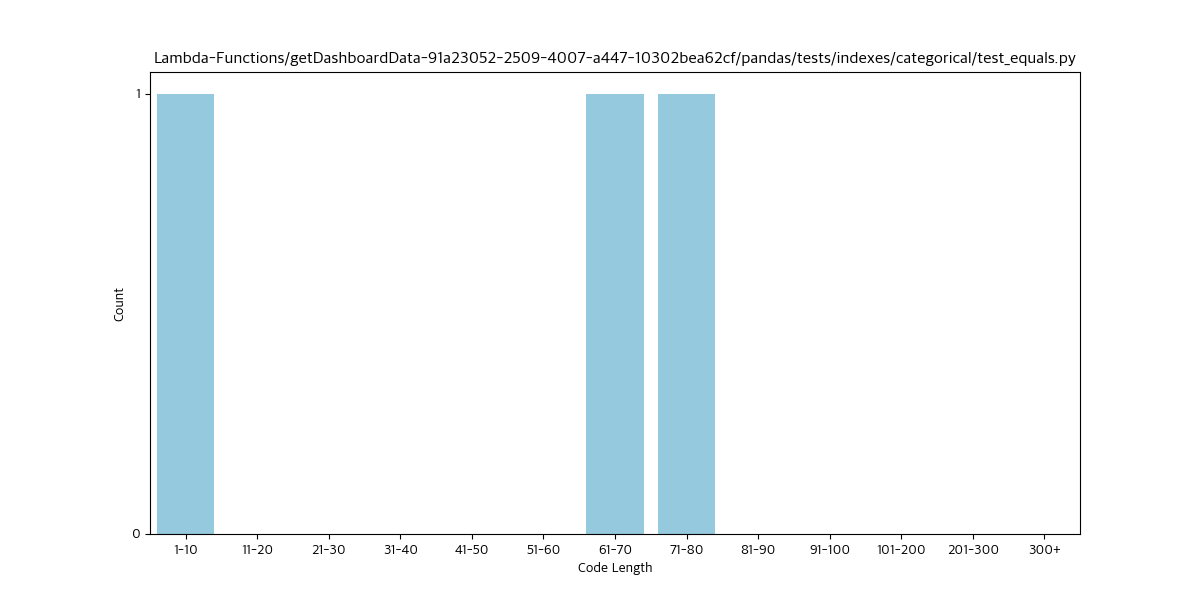 Lambda-Functions/getDashboardData-91a23052-2509-4007-a447-10302bea62cf/pandas/tests/indexes/categorical/test_equals.py
1
Count
0
1-10 11-20 21-30 31-40 41-50 51-60 61-70 71-80 81-90 91-100 101-200 201-300 300+
Code Length